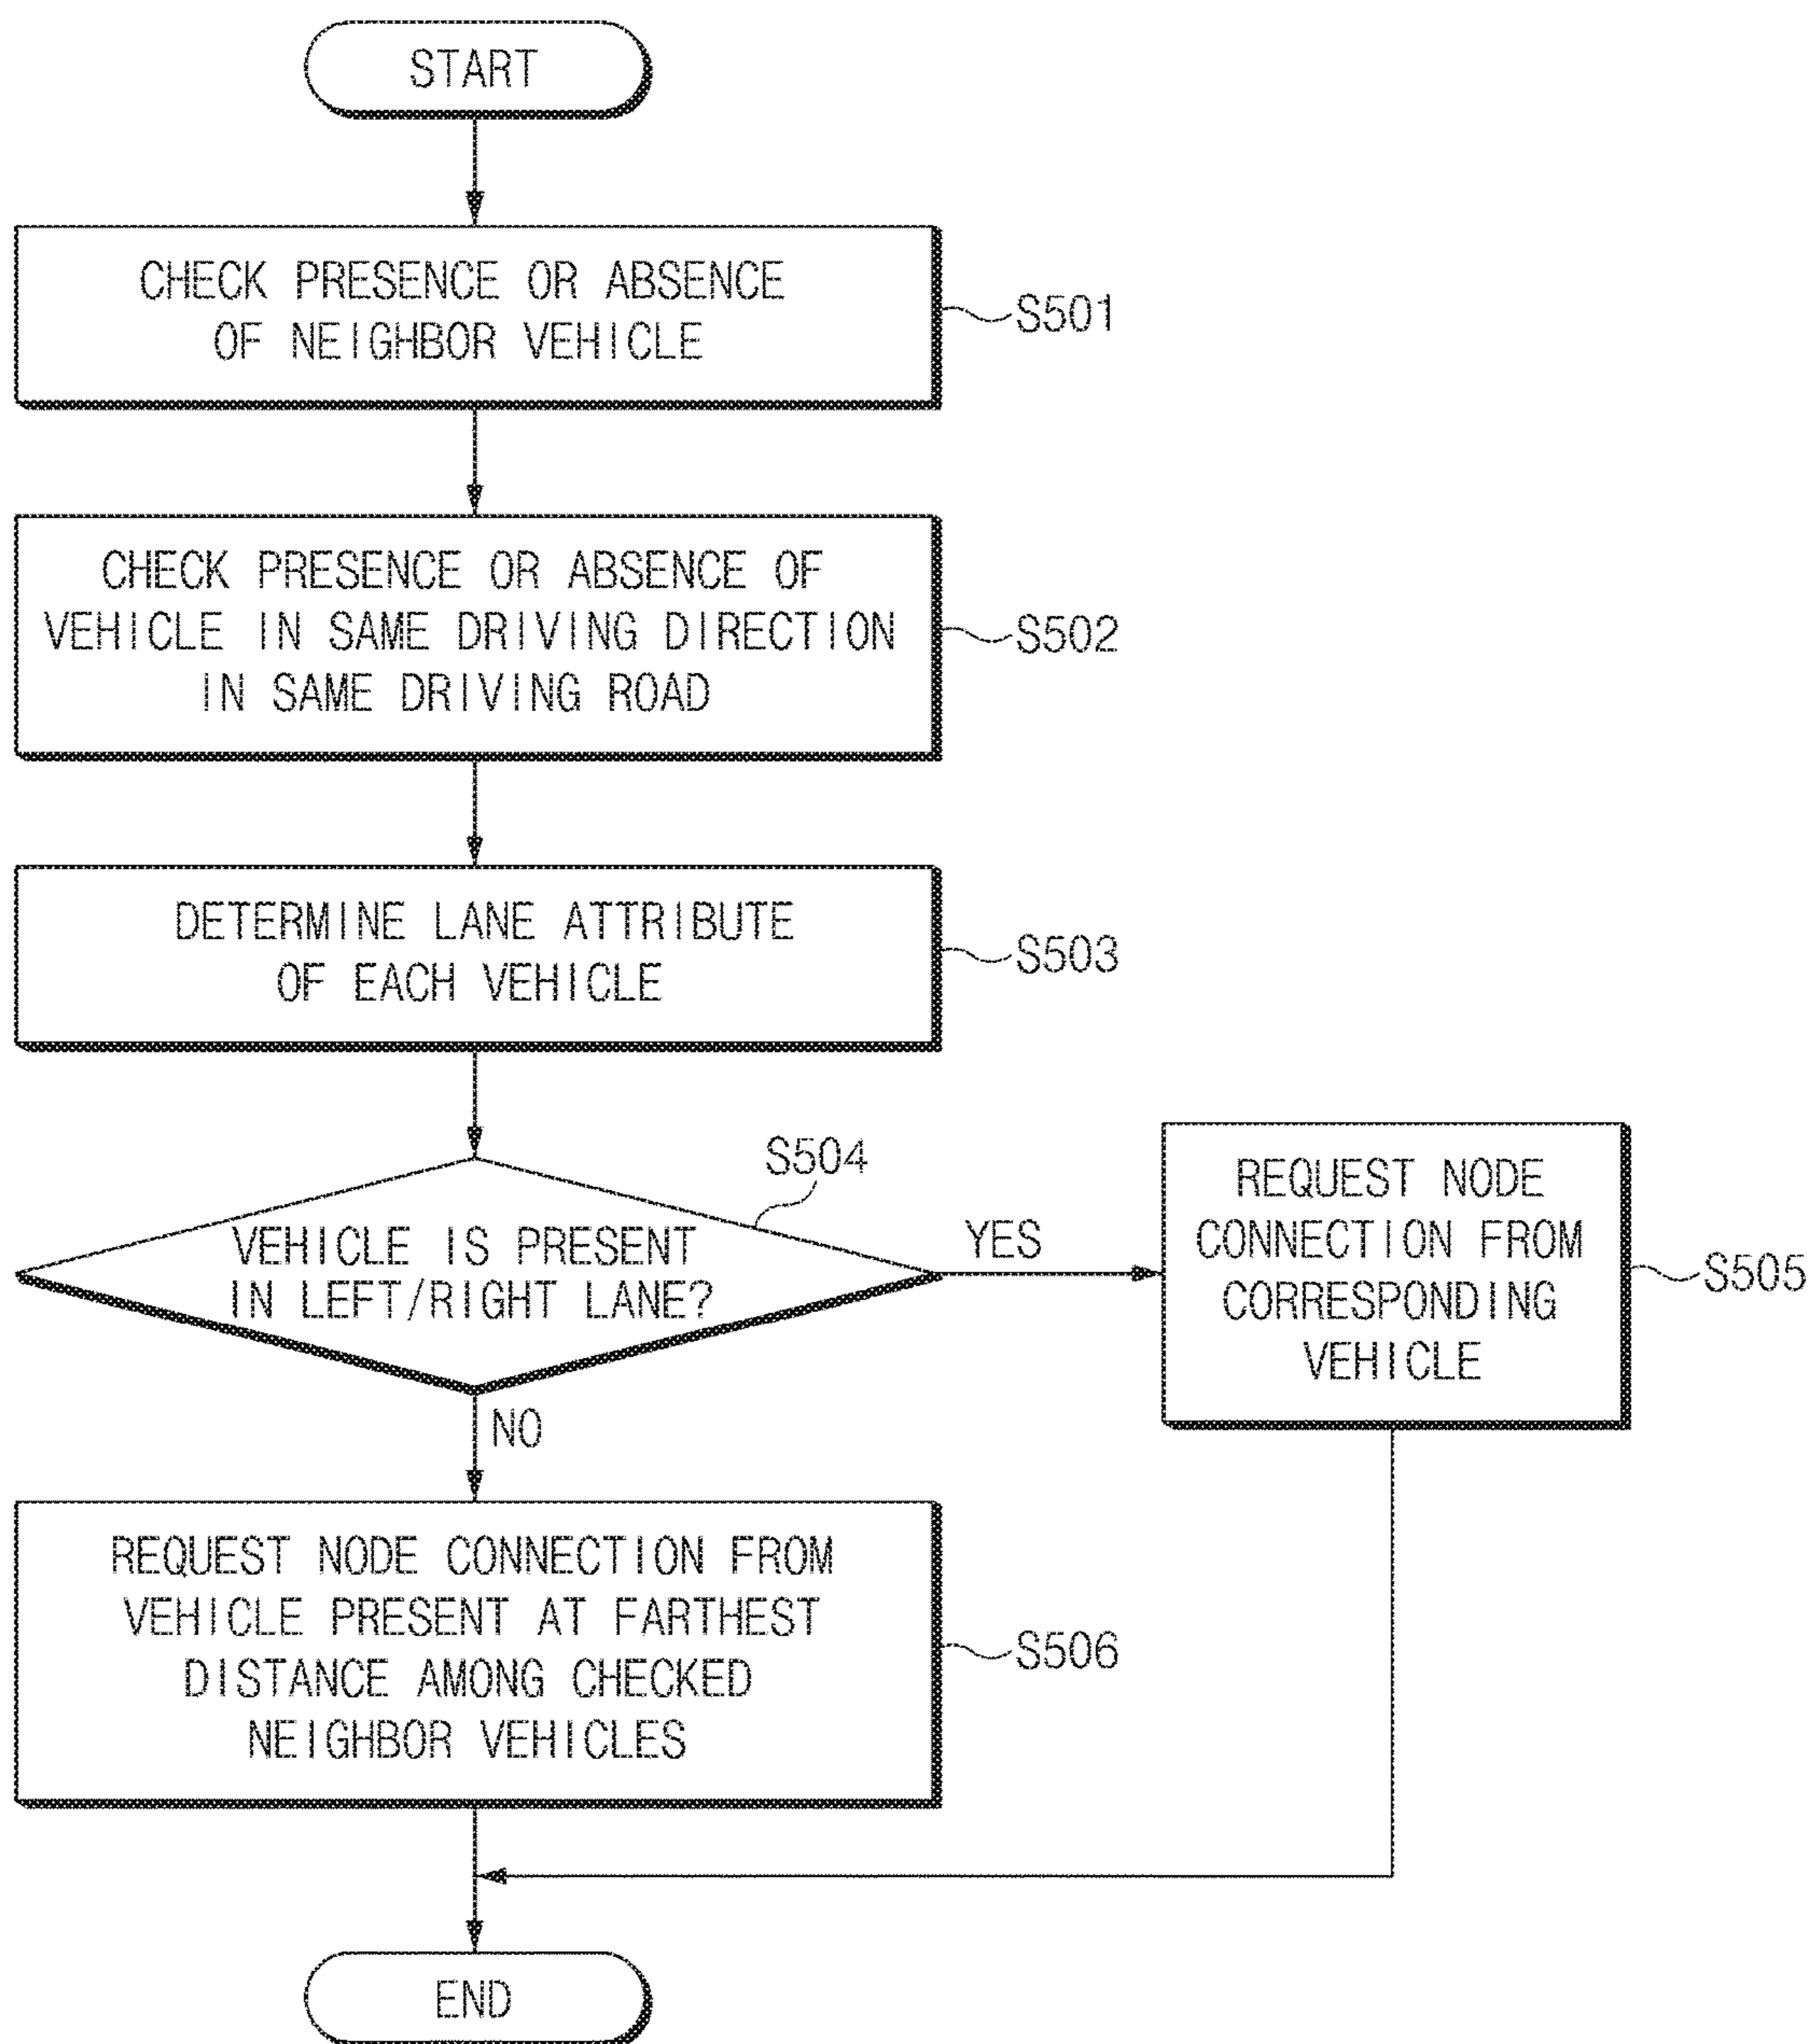 START
CHECK PRESENCE OR ABSENCE
OF NEIGHBOR VEHICLE
S501
CHECK PRESENCE OR ABSENCE OF
VEHICLE IN SAME DRIVING DIRECTION
IN SAME DRIVING ROAD
S502
DETERMINE LANE ATTRIBUTE
OF EACH VEHICLE
S503
S504
VEHICLE IS PRESENT
IN LEFT/RIGHT LANE?
YES
REQUEST NODE
CONNECTION FROM
CORRESPONDING
VEHICLE
S505
NO
REQUEST NODE CONNECTION FROM
VEHICLE PRESENT AT FARTHEST
DISTANCE AMONG CHECKED
NEIGHBOR VEHICLES
S506
END